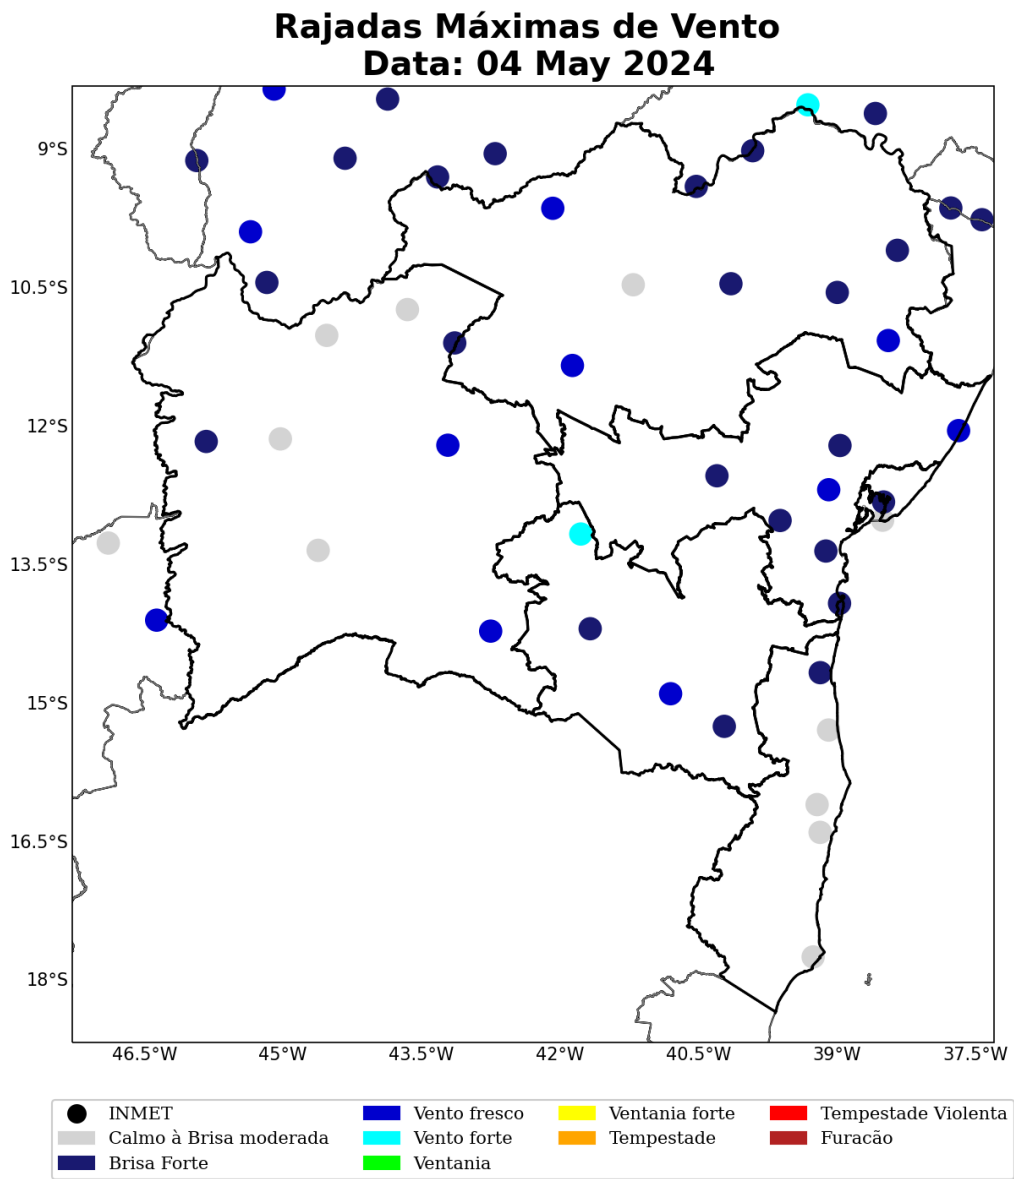 Rajadas Máximas de Vento
Data: 04 May 2024
9°S
10.5°S
12°S
13.5°S
15°S
16.5°S
18°S
46.5°W 45°W 43.5°W 42°W 40.5°W 39°W 37.5°W
INMET
Calmo à Brisa moderada
Brisa Forte
Vento fresco
Vento forte
Ventania
Ventania forte
Tempestade
Tempestade Violenta
Furacão